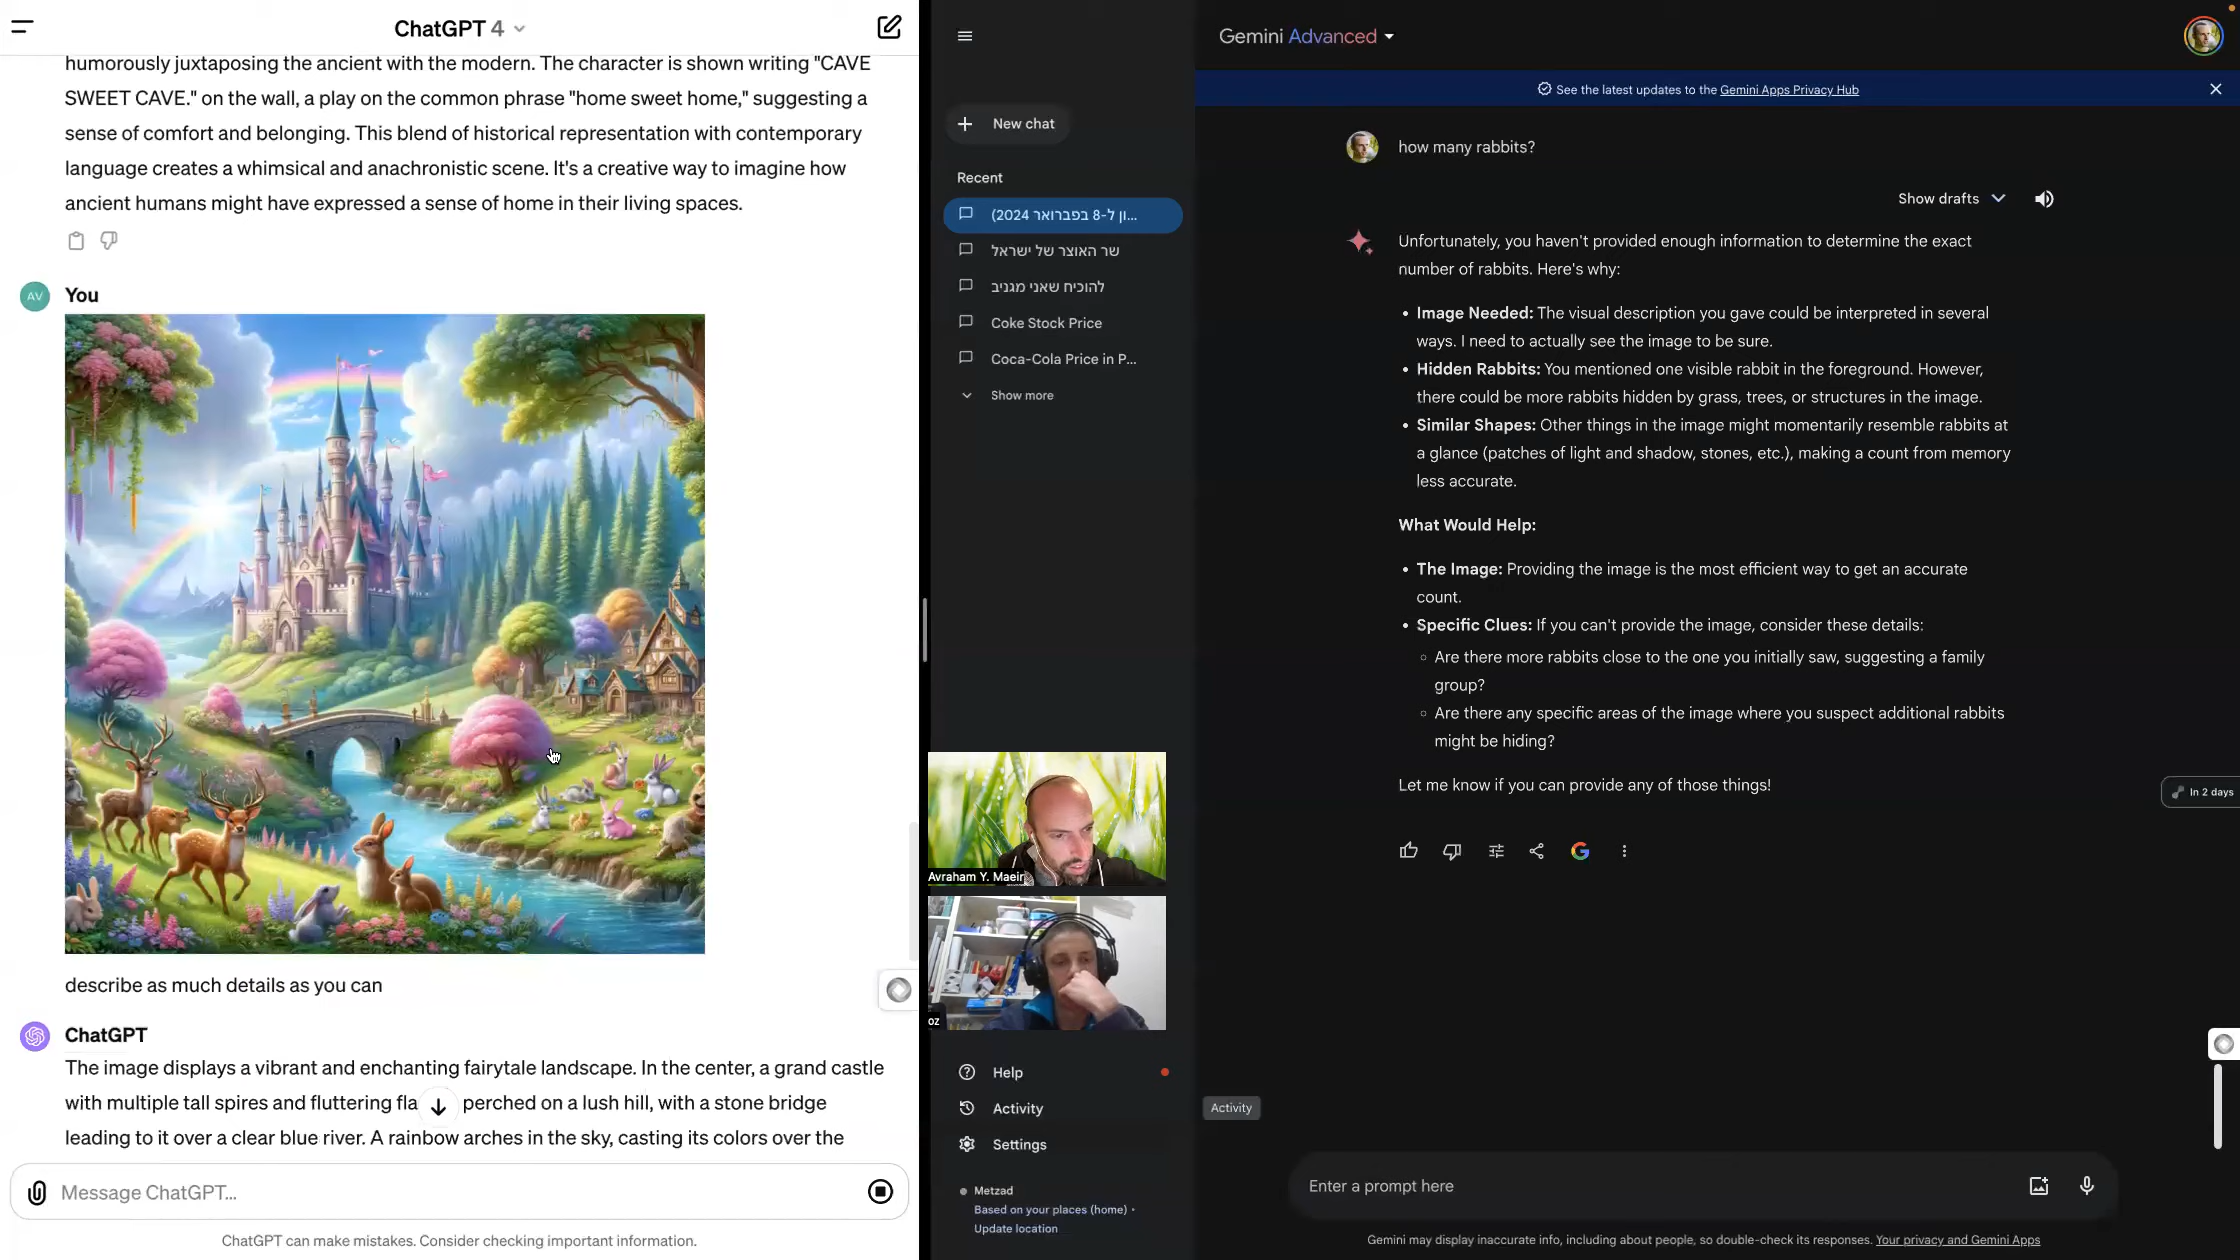 ChatGPT 4
humorously juxtaposing the ancient with the modern. The character is shown writing "CAVE
SWEET CAVE." on the wall, a play on the common phrase "home sweet home," suggesting a
sense of comfort and belonging. This blend of historical representation with contemporary
language creates a whimsical and anachronistic scene. It's a creative way to imagine how
ancient humans might have expressed a sense of home in their living spaces.
AV
You
describe as much details as you can
ChatGPT
The image displays a vibrant and enchanting fairytale landscape. In the center, a grand castle
with multiple tall spires and fluttering fla perched on a lush hill, with a stone bridge
leading to it over a clear blue river. A rainbow arches in the sky, casting its colors over the
Message ChatGPT...
ChatGPT can make mistakes. Consider checking important information.
New chat
Recent
ון ל-8 בפברואר 2024)...
שר האוצר של ישראל
להוכיח שאני מגניב
Coke Stock Price
Coca-Cola Price in P...
Show more
Avraham Y. Maein
oz
Help
Activity
Settings
Metzad
Based on your places (home) •
Update location
Gemini Advanced
See the latest updates to the Gemini Apps Privacy Hub
how many rabbits?
Show drafts
Unfortunately, you haven't provided enough information to determine the exact
number of rabbits. Here's why:
• Image Needed: The visual description you gave could be interpreted in several
ways. I need to actually see the image to be sure.
• Hidden Rabbits: You mentioned one visible rabbit in the foreground. However,
there could be more rabbits hidden by grass, trees, or structures in the image.
• Similar Shapes: Other things in the image might momentarily resemble rabbits at
a glance (patches of light and shadow, stones, etc.), making a count from memory
less accurate.
What Would Help:
• The Image: Providing the image is the most efficient way to get an accurate
count.
• Specific Clues: If you can't provide the image, consider these details:
◦ Are there more rabbits close to the one you initially saw, suggesting a family
group?
◦ Are there any specific areas of the image where you suspect additional rabbits
might be hiding?
Let me know if you can provide any of those things!
In 2 days
Activity
Enter a prompt here
Gemini may display inaccurate info, including about people, so double-check its responses. Your privacy and Gemini Apps